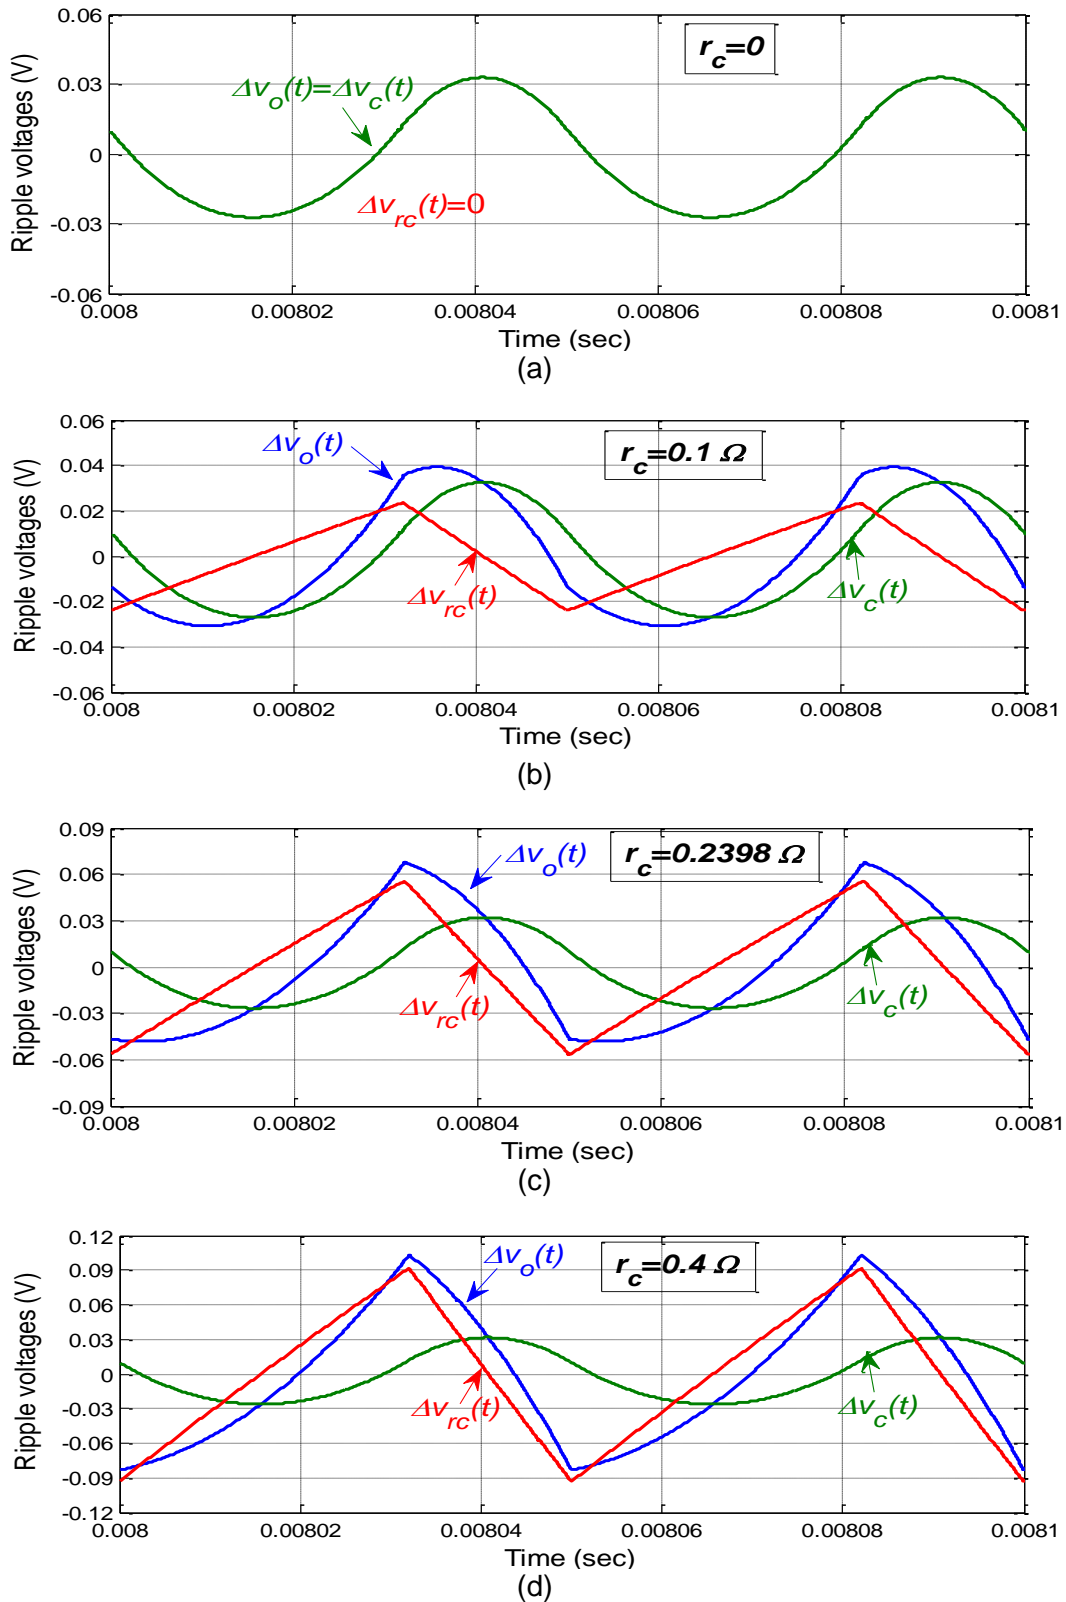 0.06
0.03
0
-0.03
-0.06
Ripple voltages (V)
r_c=0
Δv_o(t)=Δv_c(t)
Δv_rc(t)=0
0.008 0.00802 0.00804 0.00806 0.00808 0.0081
Time (sec)
(a)
0.06
0.04
0.02
0
-0.02
-0.04
-0.06
Ripple voltages (V)
Δv_o(t)
r_c=0.1 Ω
Δv_rc(t)
Δv_c(t)
0.008 0.00802 0.00804 0.00806 0.00808 0.0081
Time (sec)
(b)
0.09
0.06
0.03
0
-0.03
-0.06
-0.09
Ripple voltages (V)
Δv_o(t)
r_c=0.2398 Ω
Δv_rc(t)
Δv_c(t)
0.008 0.00802 0.00804 0.00806 0.00808 0.0081
Time (sec)
(c)
0.12
0.09
0.06
0.03
0
-0.03
-0.06
-0.09
-0.12
Ripple voltages (V)
Δv_o(t)
r_c=0.4 Ω
Δv_rc(t)
Δv_c(t)
0.008 0.00802 0.00804 0.00806 0.00808 0.0081
Time (sec)
(d)